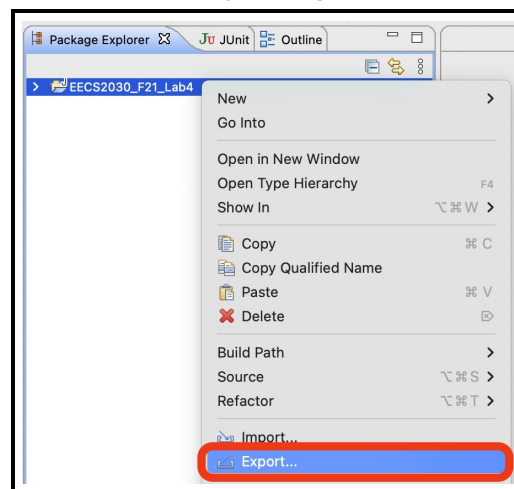 Package Explorer JU JUnit Outline
EECS2030_F21_Lab4
New
Go Into
Open in New Window
Open Type Hierarchy F4
Show In ⌥⌘W
Copy ⌘C
Copy Qualified Name
Paste ⌘V
Delete ⌦
Build Path
Source ⌥⌘S
Refactor ⌥⌘T
Import...
Export...